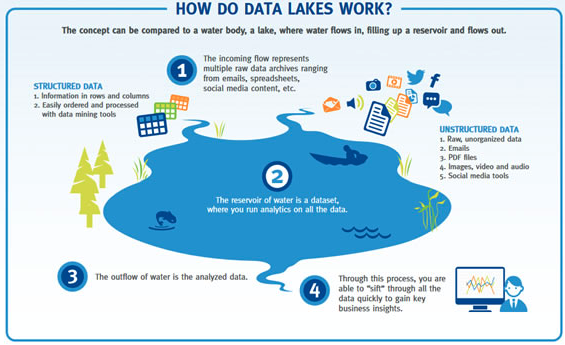 HOW DO DATA LAKES WORK?
The concept can be compared to a water body, a lake, where water flows in, filling up a reservoir and flows out.
1
The incoming flow represents
multiple raw data archives ranging
from emails, spreadsheets,
social media content, etc.
STRUCTURED DATA
1. Information in rows and columns
2. Easily ordered and processed
with data mining tools
UNSTRUCTURED DATA
1. Raw, unorganized data
2. Emails
3. PDF files
4. Images, video and audio
5. Social media tools
2
The reservoir of water is a dataset,
where you run analytics on all the data.
3
The outflow of water is the analyzed data.
4
Through this process, you are
able to "sift" through all the
data quickly to gain key
business insights.